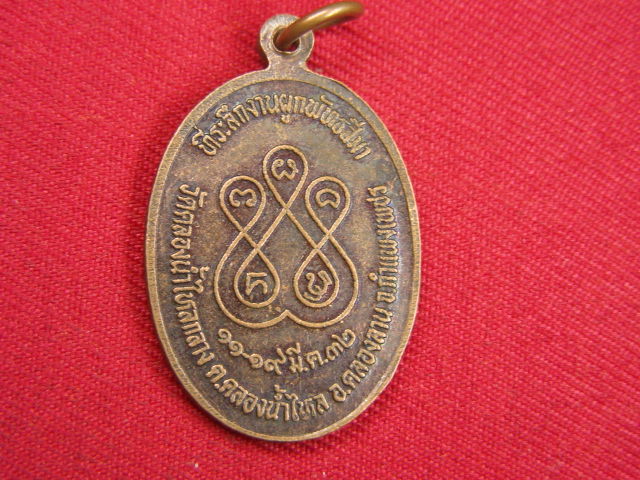 ที่ระลึกงานผูกพัทธสีมา
วัดคลองน้ำไหลกลาง ต.คลองน้ำไหล อ.คลองลาน จ.กำแพงเพชร
๑๑-๑๙ มี.ค.๓๒